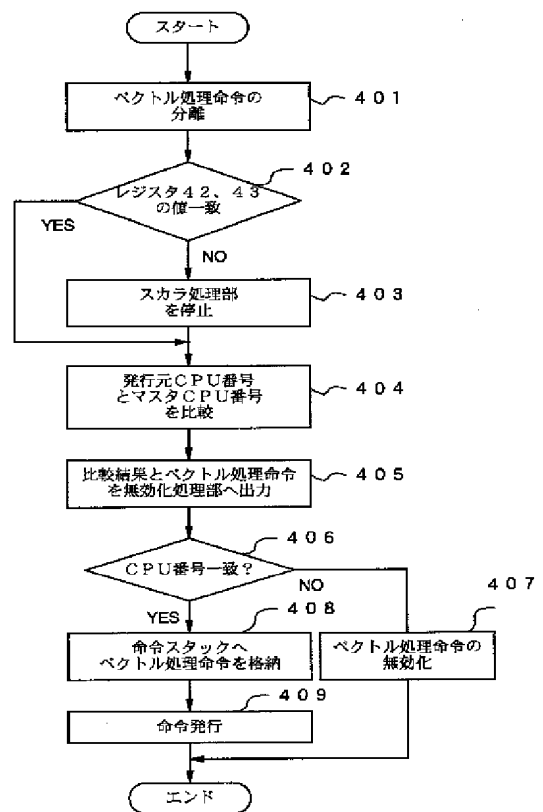 スタート
ベクトル処理命令の
分離
401
402
レジスタ42、43
の値一致
YES
NO
スカラ処理部
を停止
403
発行元CPU番号
とマスタCPU番号
を比較
404
比較結果とベクトル処理命令
を無効化処理部へ出力
405
406
CPU番号一致?
NO
407
YES
408
命令スタックへ
ベクトル処理命令を格納
ベクトル処理命令の
無効化
409
命令発行
エンド